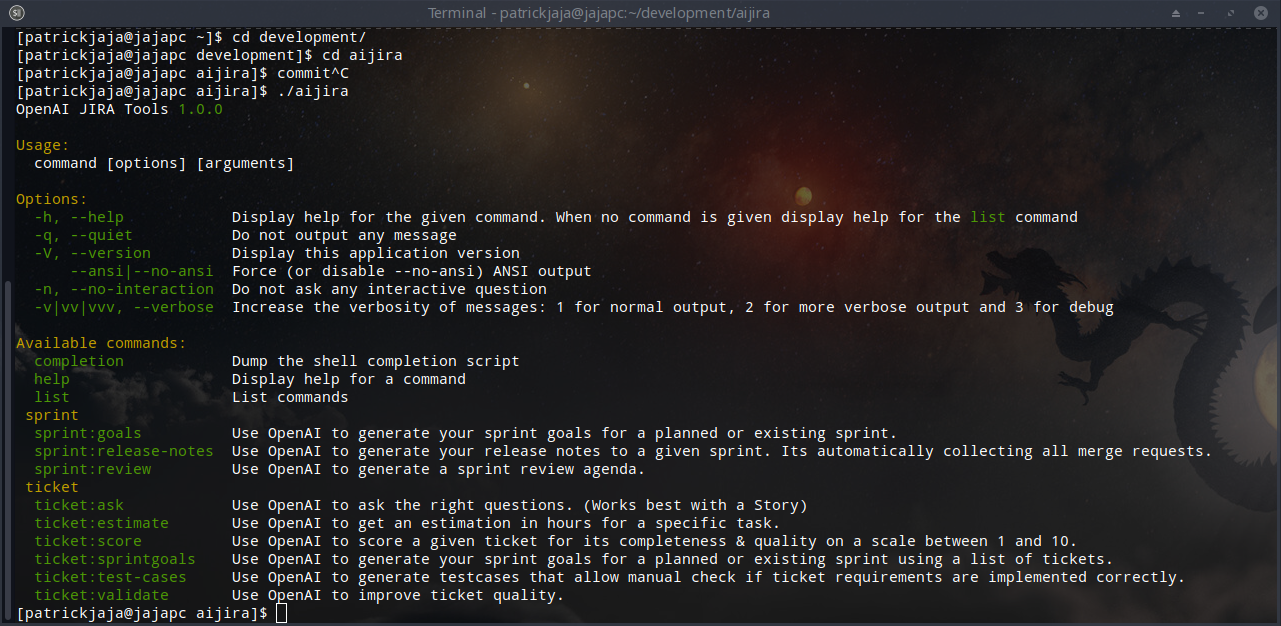 Terminal - patrickjaja@jajapc:~/development/aijira
[patrickjaja@jajapc ~]$ cd development/
[patrickjaja@jajapc development]$ cd aijira
[patrickjaja@jajapc aijira]$ commit^C
[patrickjaja@jajapc aijira]$ ./aijira
OpenAI JIRA Tools 1.0.0
Usage:
  command [options] [arguments]
Options:
  -h, --help            Display help for the given command. When no command is given display help for the list command
  -q, --quiet           Do not output any message
  -V, --version         Display this application version
      --ansi|--no-ansi  Force (or disable --no-ansi) ANSI output
  -n, --no-interaction  Do not ask any interactive question
  -v|vv|vvv, --verbose  Increase the verbosity of messages: 1 for normal output, 2 for more verbose output and 3 for debug
Available commands:
  completion            Dump the shell completion script
  help                  Display help for a command
  list                  List commands
 sprint
  sprint:goals          Use OpenAI to generate your sprint goals for a planned or existing sprint.
  sprint:release-notes  Use OpenAI to generate your release notes to a given sprint. Its automatically collecting all merge requests.
  sprint:review         Use OpenAI to generate a sprint review agenda.
 ticket
  ticket:ask            Use OpenAI to ask the right questions. (Works best with a Story)
  ticket:estimate       Use OpenAI to get an estimation in hours for a specific task.
  ticket:score          Use OpenAI to score a given ticket for its completeness & quality on a scale between 1 and 10.
  ticket:sprintgoals    Use OpenAI to generate your sprint goals for a planned or existing sprint using a list of tickets.
  ticket:test-cases     Use OpenAI to generate testcases that allow manual check if ticket requirements are implemented correctly.
  ticket:validate       Use OpenAI to improve ticket quality.
[patrickjaja@jajapc aijira]$